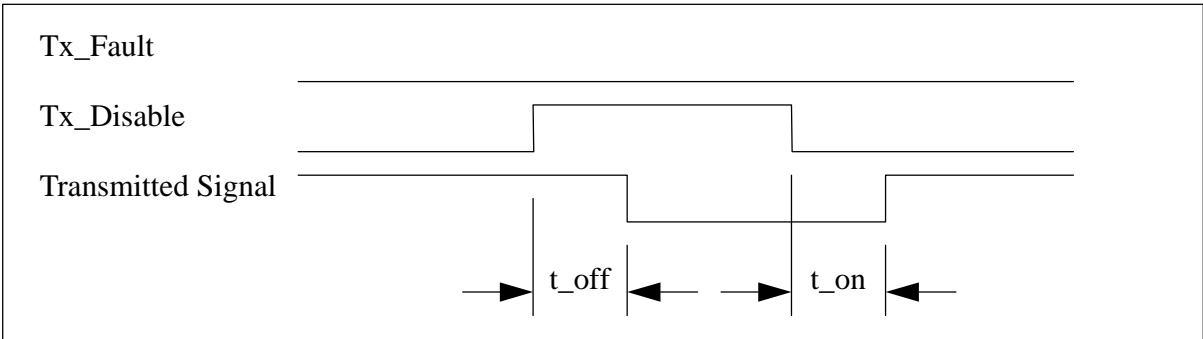 Tx_Fault
Tx_Disable
Transmitted Signal
t_off
t_on